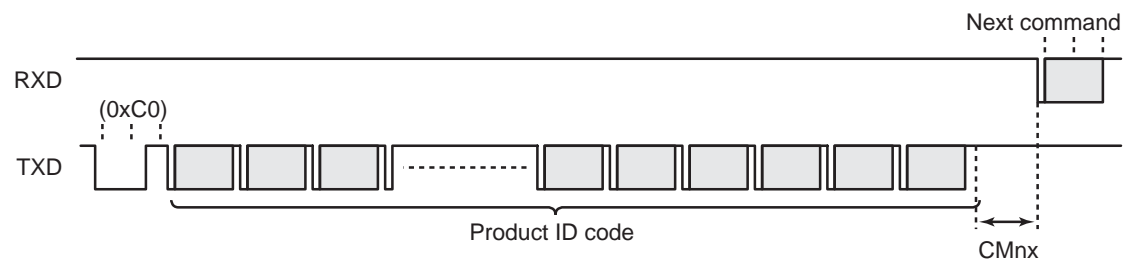 Next command
RXD
(0xC0)
TXD
Product ID code
CMnx